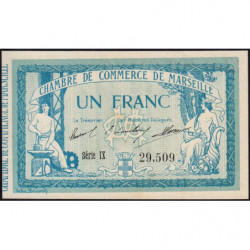 CHAMBRE DE COMMERCE DE MARSEILLE
UN FRANC
Le Trésorier
Les Membres Délégués
Série IX
29.509